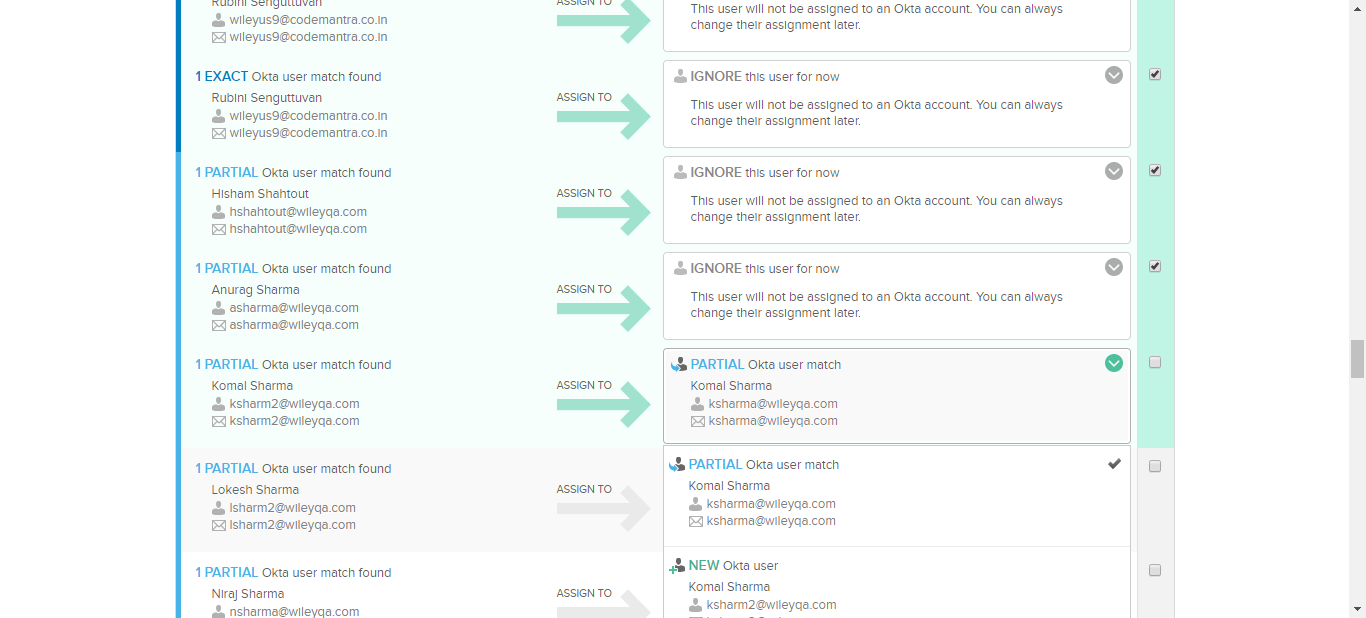 Rubini Senguttuvan
wileyus9@codemantra.co.in
wileyus9@codemantra.co.in
ASSIGN TO
This user will not be assigned to an Okta account. You can always
change their assignment later.
1 EXACT Okta user match found
Rubini Senguttuvan
wileyus9@codemantra.co.in
wileyus9@codemantra.co.in
ASSIGN TO
IGNORE this user for now
This user will not be assigned to an Okta account. You can always
change their assignment later.
1 PARTIAL Okta user match found
Hisham Shahtout
hshahtout@wileyqa.com
hshahtout@wileyqa.com
ASSIGN TO
IGNORE this user for now
This user will not be assigned to an Okta account. You can always
change their assignment later.
1 PARTIAL Okta user match found
Anurag Sharma
asharma@wileyqa.com
asharma@wileyqa.com
ASSIGN TO
IGNORE this user for now
This user will not be assigned to an Okta account. You can always
change their assignment later.
1 PARTIAL Okta user match found
Komal Sharma
ksharm2@wileyqa.com
ksharm2@wileyqa.com
ASSIGN TO
PARTIAL Okta user match
Komal Sharma
ksharma@wileyqa.com
ksharma@wileyqa.com
1 PARTIAL Okta user match found
Lokesh Sharma
lsharm2@wileyqa.com
lsharm2@wileyqa.com
ASSIGN TO
PARTIAL Okta user match
Komal Sharma
ksharma@wileyqa.com
ksharma@wileyqa.com
1 PARTIAL Okta user match found
Niraj Sharma
nsharma@wileyqa.com
ASSIGN TO
NEW Okta user
Komal Sharma
ksharm2@wileyqa.com